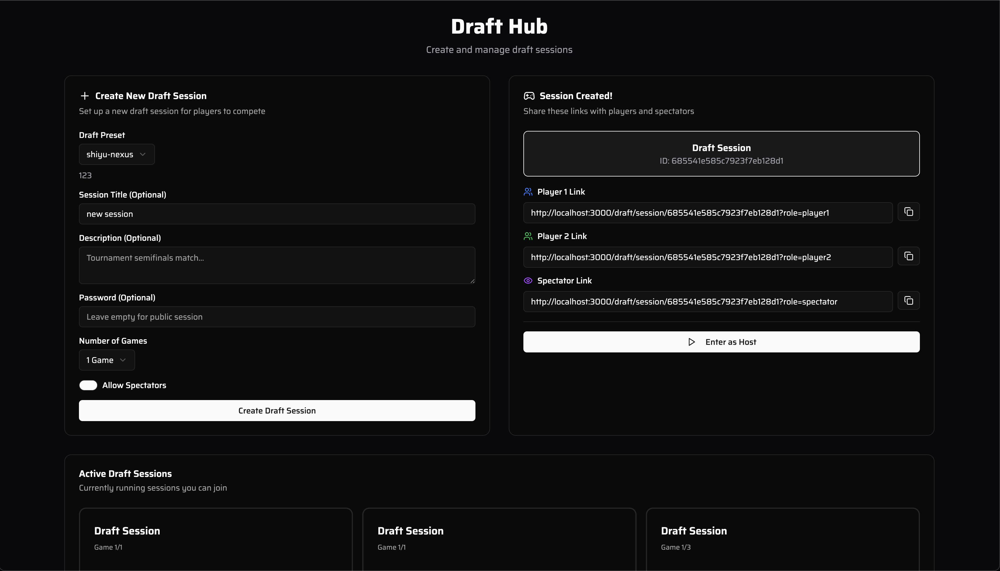 Draft Hub
Create and manage draft sessions
Create New Draft Session
Set up a new draft session for players to compete
Draft Preset
shiyu-nexus
123
Session Title (Optional)
new session
Description (Optional)
Tournament semifinals match...
Password (Optional)
Leave empty for public session
Number of Games
1 Game
Allow Spectators
Create Draft Session
Session Created!
Share these links with players and spectators
Draft Session
ID: 685541e585c7923f7eb128d1
Player 1 Link
http://localhost:3000/draft/session/685541e585c7923f7eb128d1?role=player1
Player 2 Link
http://localhost:3000/draft/session/685541e585c7923f7eb128d1?role=player2
Spectator Link
http://localhost:3000/draft/session/685541e585c7923f7eb128d1?role=spectator
Enter as Host
Active Draft Sessions
Currently running sessions you can join
Draft Session
Game 1/1
Draft Session
Game 1/1
Draft Session
Game 1/3